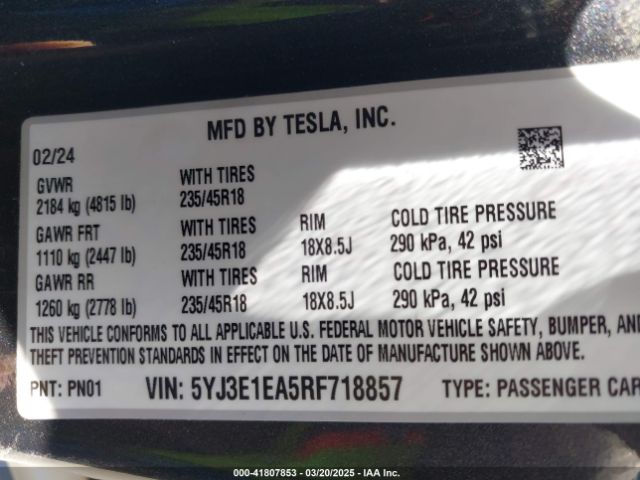 MFD BY TESLA, INC.
02/24
GVWR WITH TIRES
2184 kg (4815 lb) 235/45R18
GAWR FRT WITH TIRES RIM COLD TIRE PRESSURE
1110 kg (2447 lb) 235/45R18 18X8.5J 290 kPa, 42 psi
GAWR RR WITH TIRES RIM COLD TIRE PRESSURE
1260 kg (2778 lb) 235/45R18 18X8.5J 290 kPa, 42 psi
THIS VEHICLE CONFORMS TO ALL APPLICABLE U.S. FEDERAL MOTOR VEHICLE SAFETY, BUMPER, AND
THEFT PREVENTION STANDARDS IN EFFECT ON THE DATE OF MANUFACTURE SHOWN ABOVE.
PNT: PN01 VIN: 5YJ3E1EA5RF718857 TYPE: PASSENGER CAR
000-41807853 — 03/20/2025 — IAA Inc.